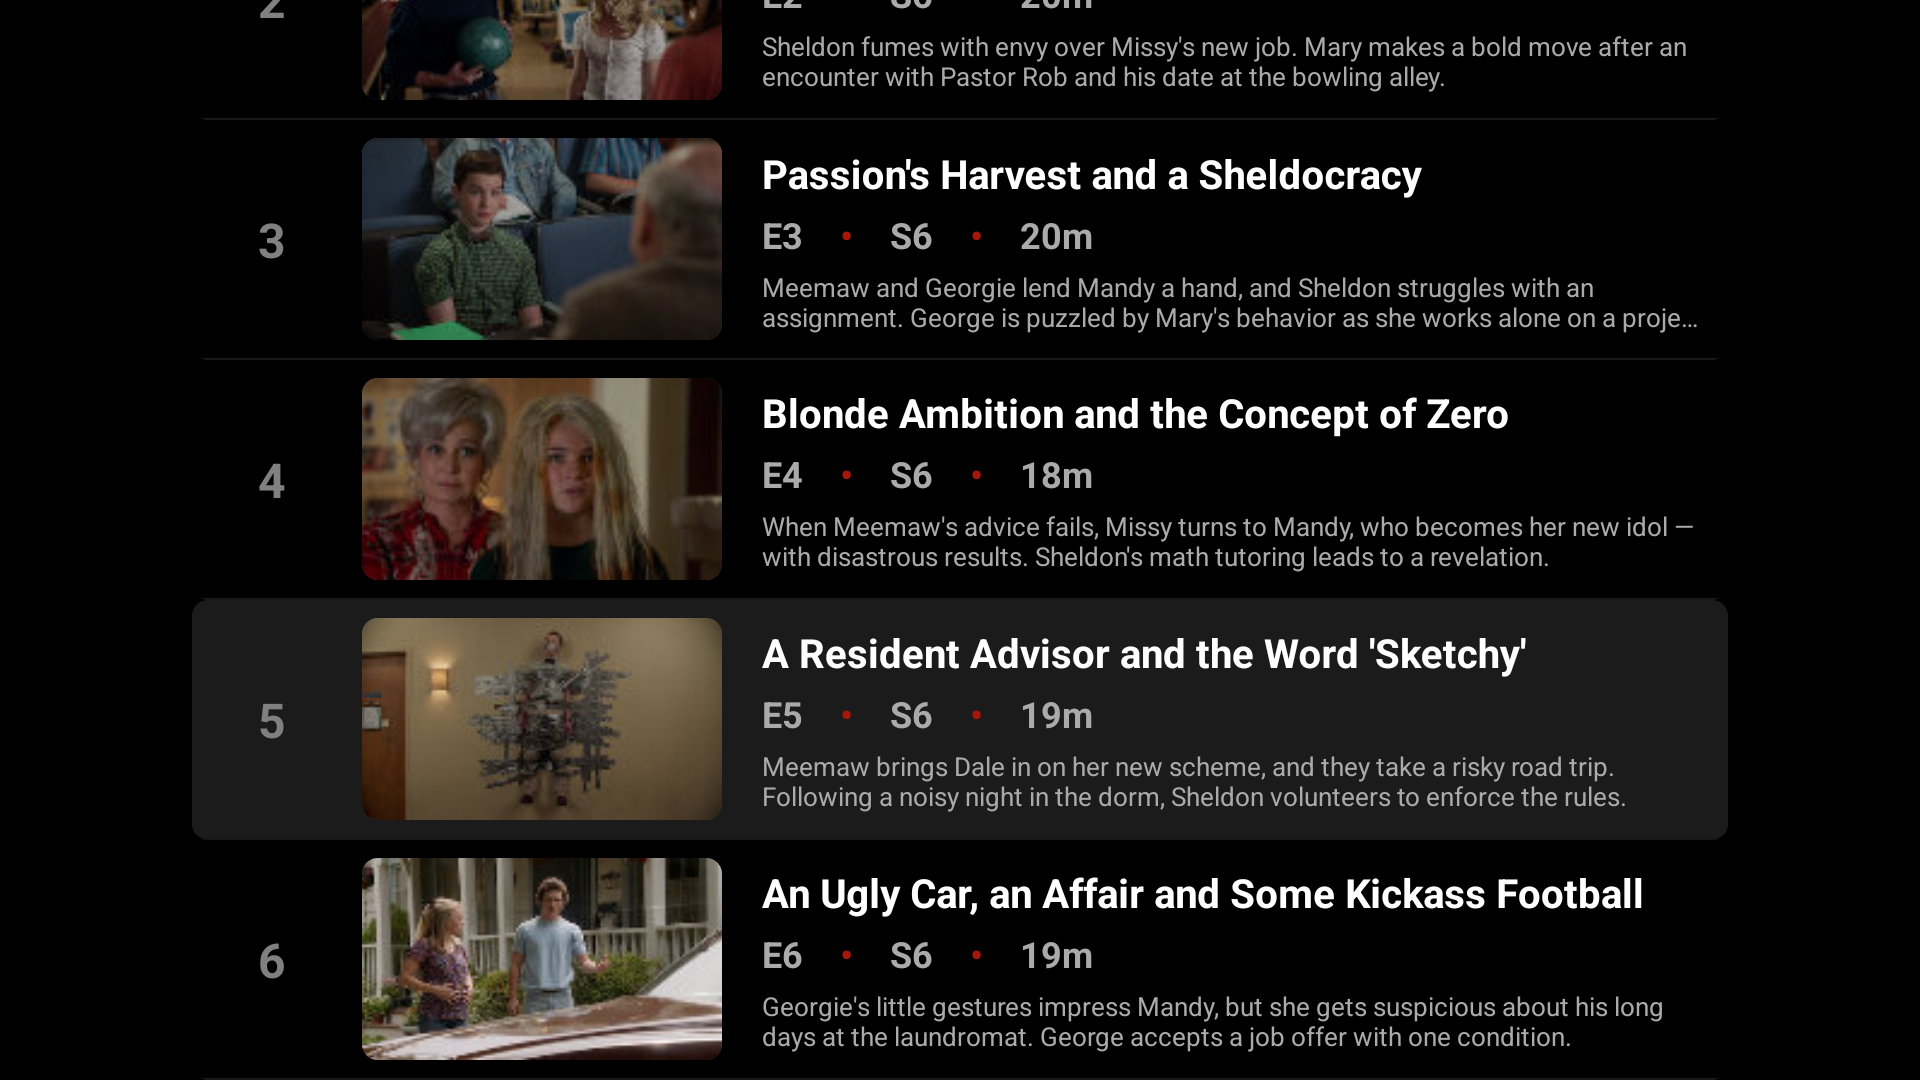 2
E2 • S6 • 20m
Sheldon fumes with envy over Missy's new job. Mary makes a bold move after an
encounter with Pastor Rob and his date at the bowling alley.
3
Passion's Harvest and a Sheldocracy
E3 • S6 • 20m
Meemaw and Georgie lend Mandy a hand, and Sheldon struggles with an
assignment. George is puzzled by Mary's behavior as she works alone on a proje…
4
Blonde Ambition and the Concept of Zero
E4 • S6 • 18m
When Meemaw's advice fails, Missy turns to Mandy, who becomes her new idol —
with disastrous results. Sheldon's math tutoring leads to a revelation.
5
A Resident Advisor and the Word 'Sketchy'
E5 • S6 • 19m
Meemaw brings Dale in on her new scheme, and they take a risky road trip.
Following a noisy night in the dorm, Sheldon volunteers to enforce the rules.
6
An Ugly Car, an Affair and Some Kickass Football
E6 • S6 • 19m
Georgie's little gestures impress Mandy, but she gets suspicious about his long
days at the laundromat. George accepts a job offer with one condition.